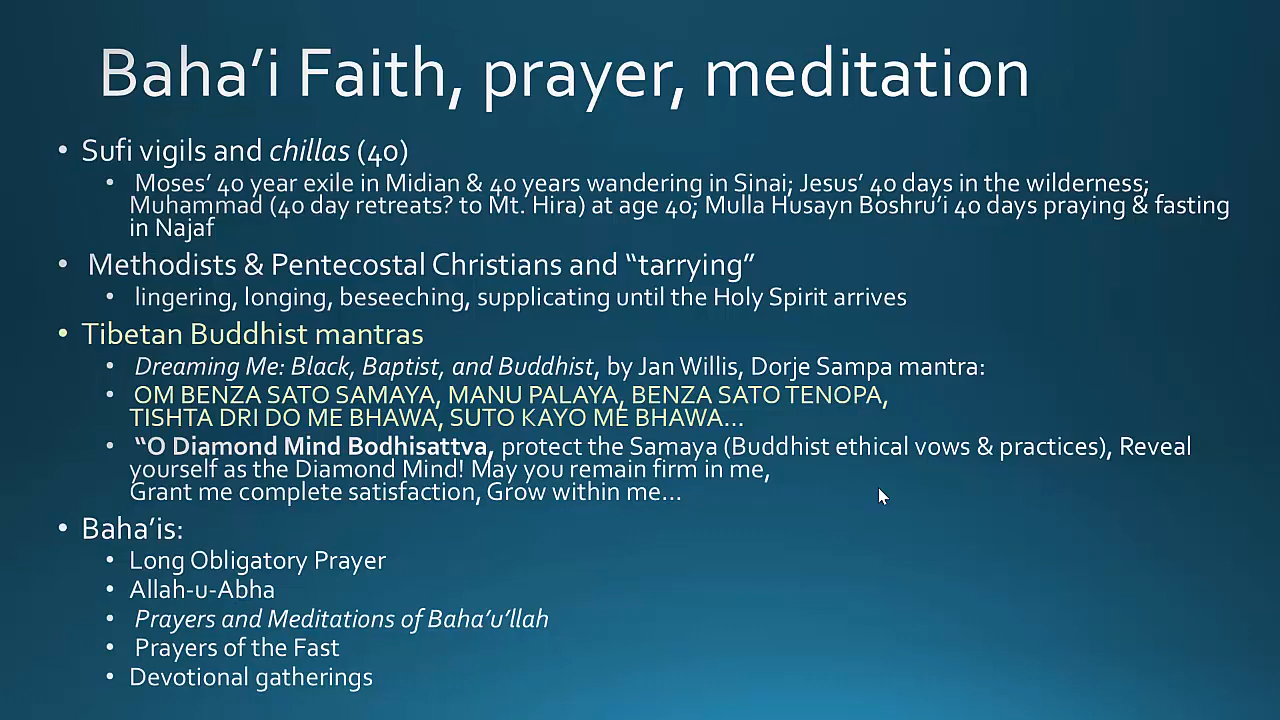 Baha'i Faith, prayer, meditation
• Sufi vigils and chillas (40)
• Moses' 40 year exile in Midian & 40 years wandering in Sinai; Jesus' 40 days in the wilderness;
Muhammad (40 day retreats? to Mt. Hira) at age 40; Mulla Husayn Boshru'i 40 days praying & fasting
in Najaf
• Methodists & Pentecostal Christians and “tarrying”
• lingering, longing, beseeching, supplicating until the Holy Spirit arrives
• Tibetan Buddhist mantras
• Dreaming Me: Black, Baptist, and Buddhist, by Jan Willis, Dorje Sampa mantra:
• OM BENZA SATO SAMAYA, MANU PALAYA, BENZA SATO TENOPA,
TISHTA DRI DO ME BHAWA, SUTO KAYO ME BHAWA...
• “O Diamond Mind Bodhisattva, protect the Samaya (Buddhist ethical vows & practices), Reveal
yourself as the Diamond Mind! May you remain firm in me,
Grant me complete satisfaction, Grow within me...
• Baha'is:
• Long Obligatory Prayer
• Allah-u-Abha
• Prayers and Meditations of Baha'u'llah
• Prayers of the Fast
• Devotional gatherings